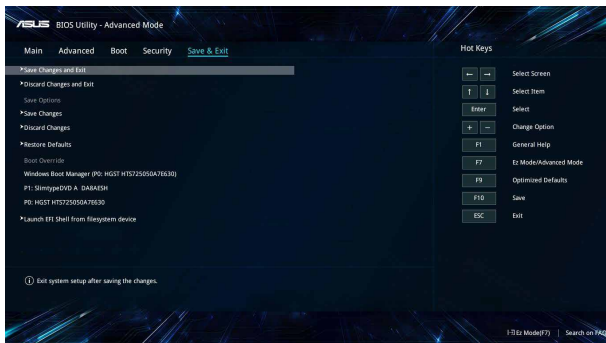 ASUS BIOS Utility - Advanced Mode
Main Advanced Boot Security Save & Exit
Save Changes and Exit
Discard Changes and Exit
Save Options
Save Changes
Discard Changes
Restore Defaults
Boot Override
Windows Boot Manager (P0: HGST HTS725050A7E630)
P1: SlimtypeDVD A DA8AESH
P0: HGST HTS725050A7E630
Launch EFI Shell from filesystem device
Exit system setup after saving the changes.
Hot Keys
← → Select Screen
↑ ↓ Select Item
Enter Select
+ − Change Option
F1 General Help
F7 Ez Mode/Advanced Mode
F9 Optimized Defaults
F10 Save
ESC Exit
Ez Mode(F7) | Search on FAQ